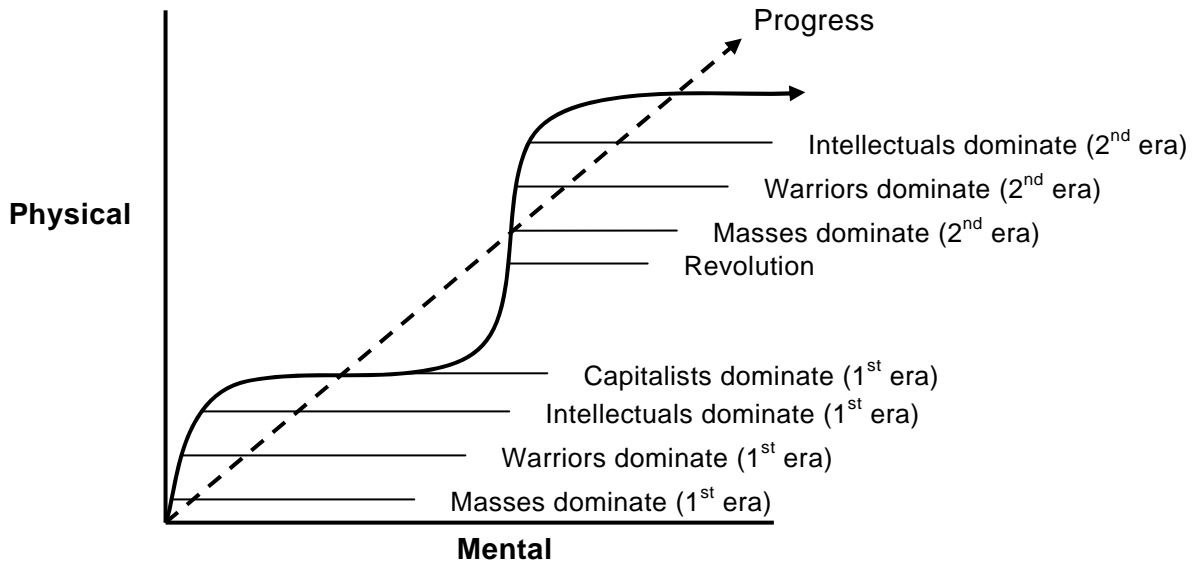 Progress
Intellectuals dominate (2nd era)
Warriors dominate (2nd era)
Physical
Masses dominate (2nd era)
Revolution
Capitalists dominate (1st era)
Intellectuals dominate (1st era)
Warriors dominate (1st era)
Masses dominate (1st era)
Mental